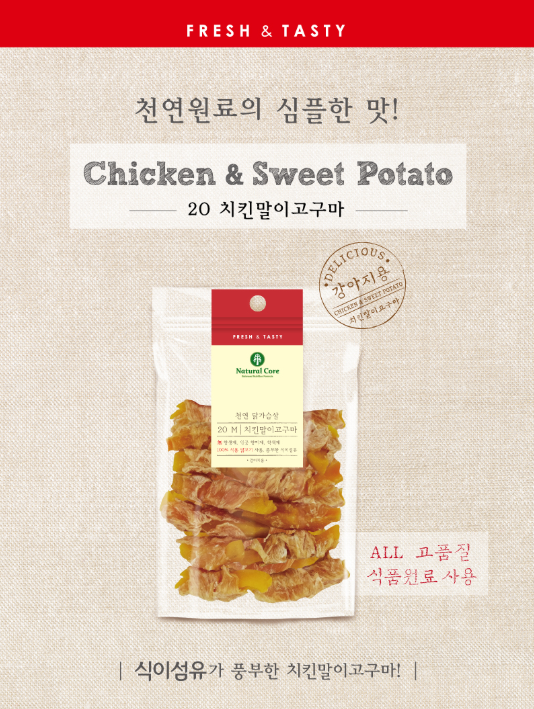 FRESH & TASTY
천연원료의 심플한 맛!
Chicken & Sweet Potato
20 치킨말이고구마
DELICIOUS
강아지용
CHICKEN & SWEET POTATO
치킨말이고구마
FRESH & TASTY
Natural Core
천연 닭가슴살
20 M | 치킨말이고구마
ALL 고품질
식품원료 사용
| 식이섬유가 풍부한 치킨말이고구마! |